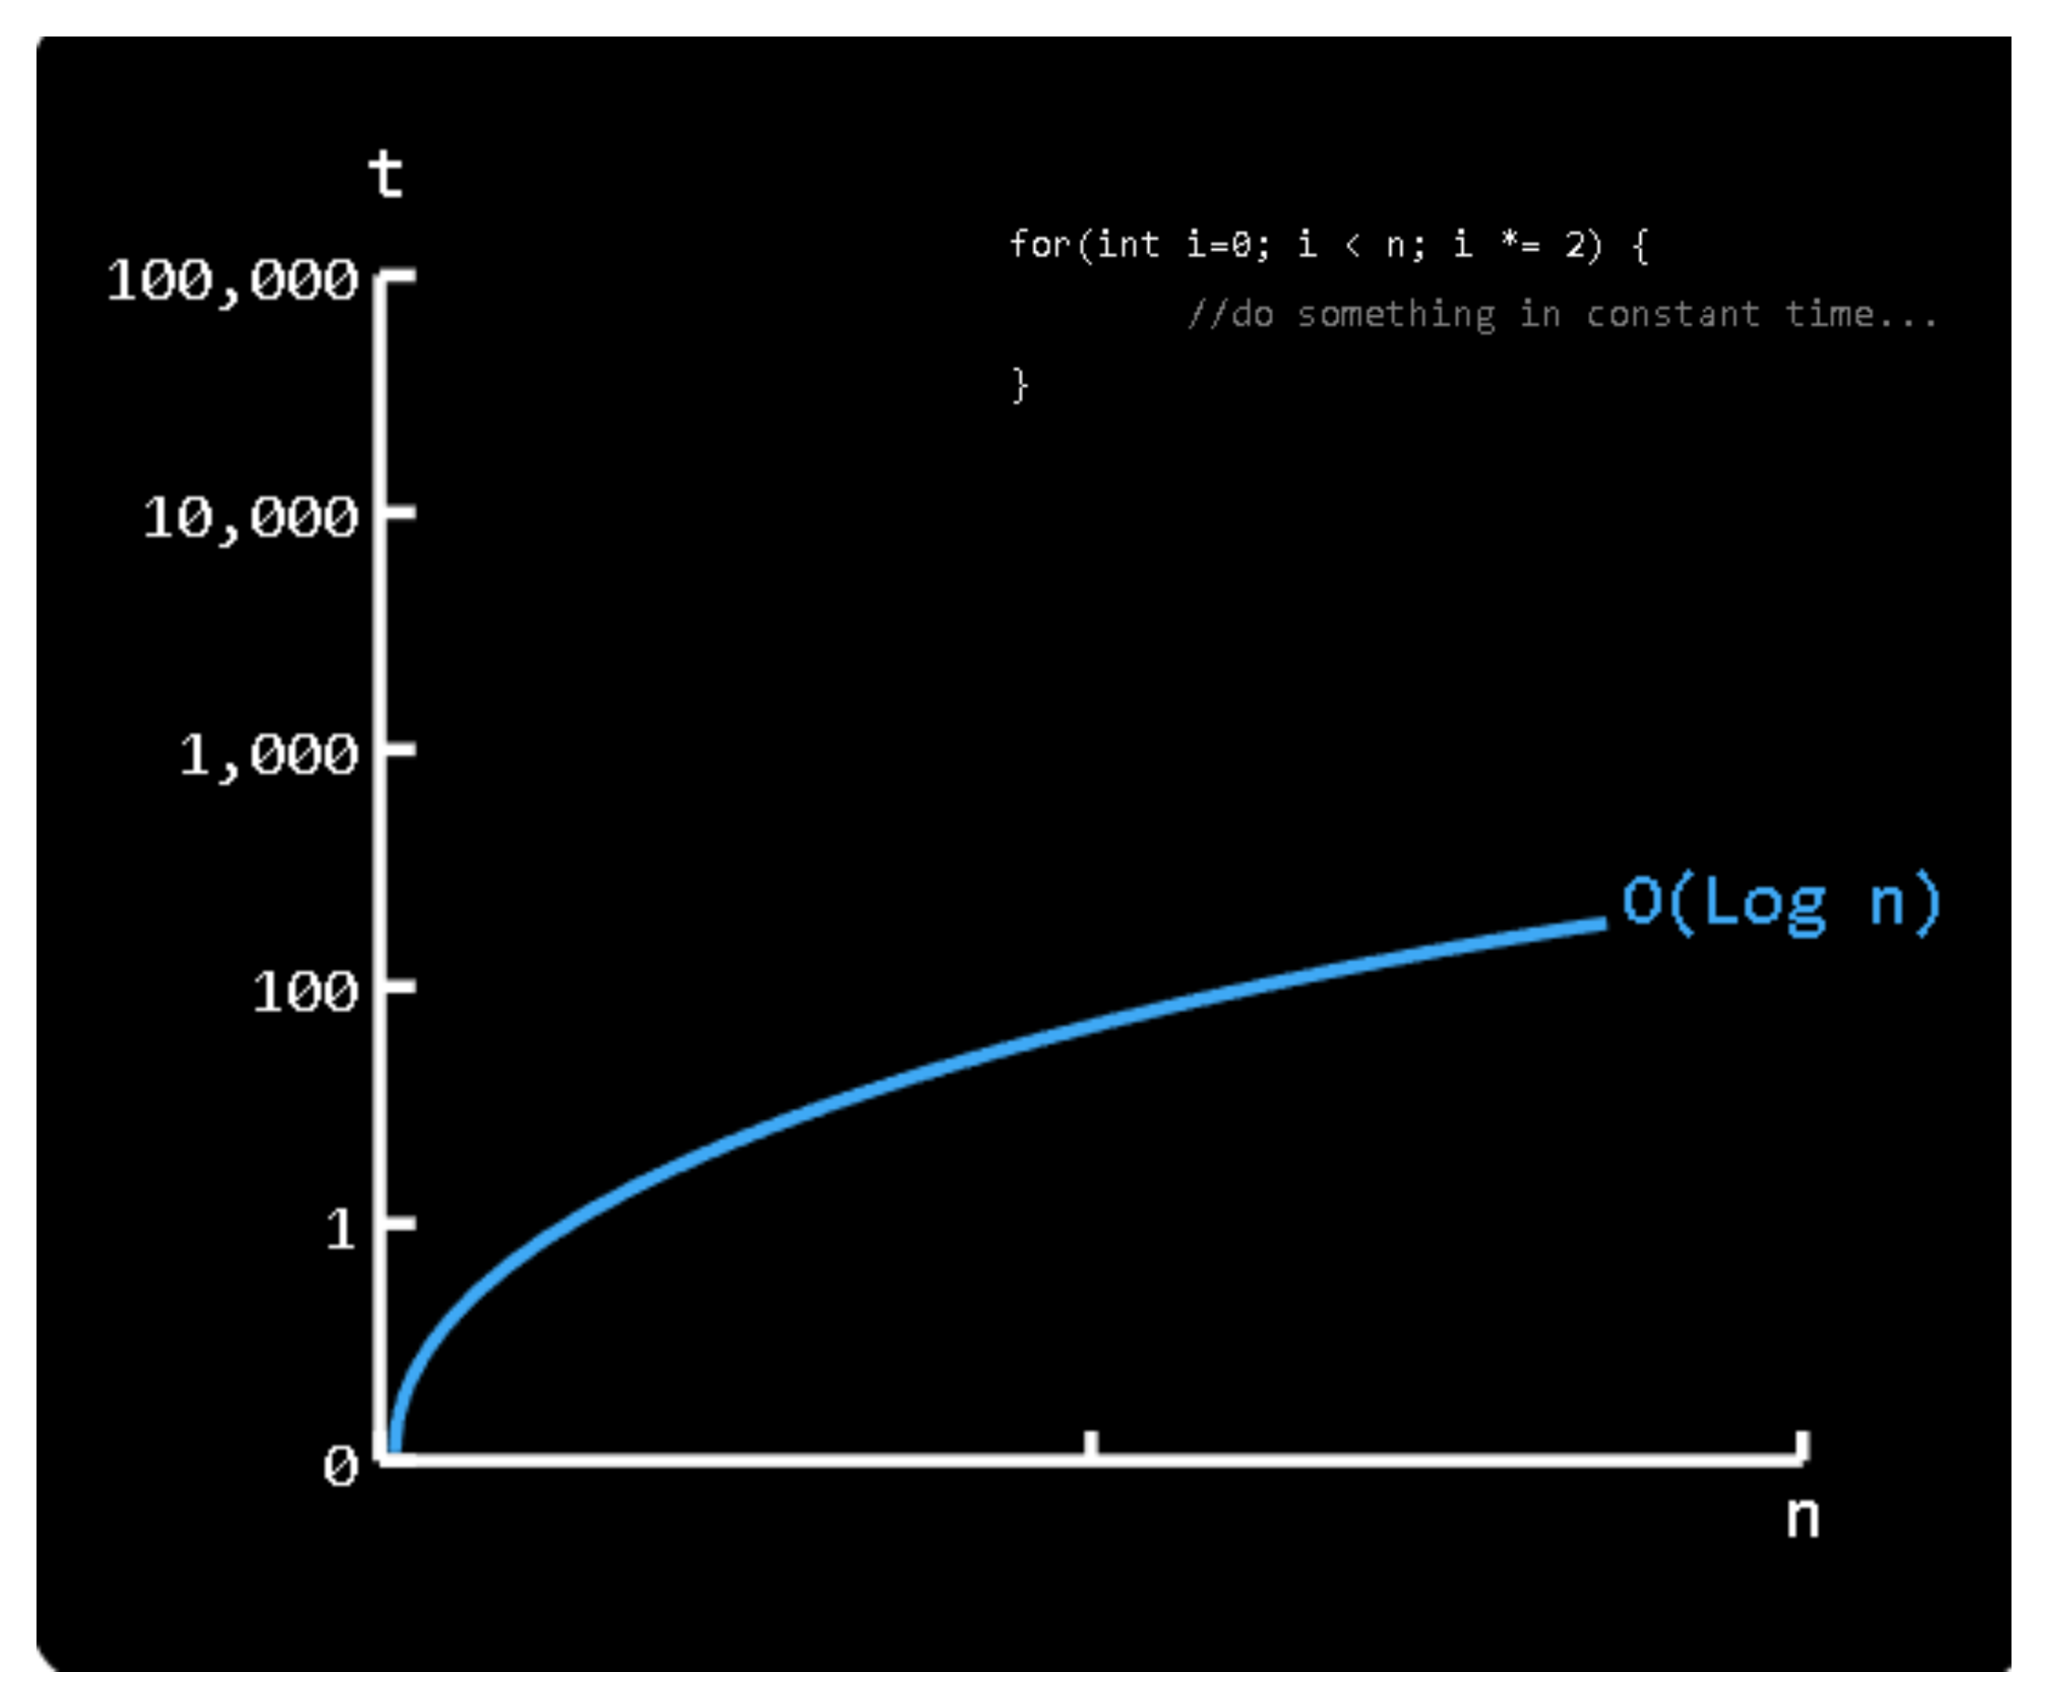 t
for(int i=0; i < n; i *= 2) {
//do something in constant time...
}
100,000
10,000
1,000
100
1
0
O(Log n)
n